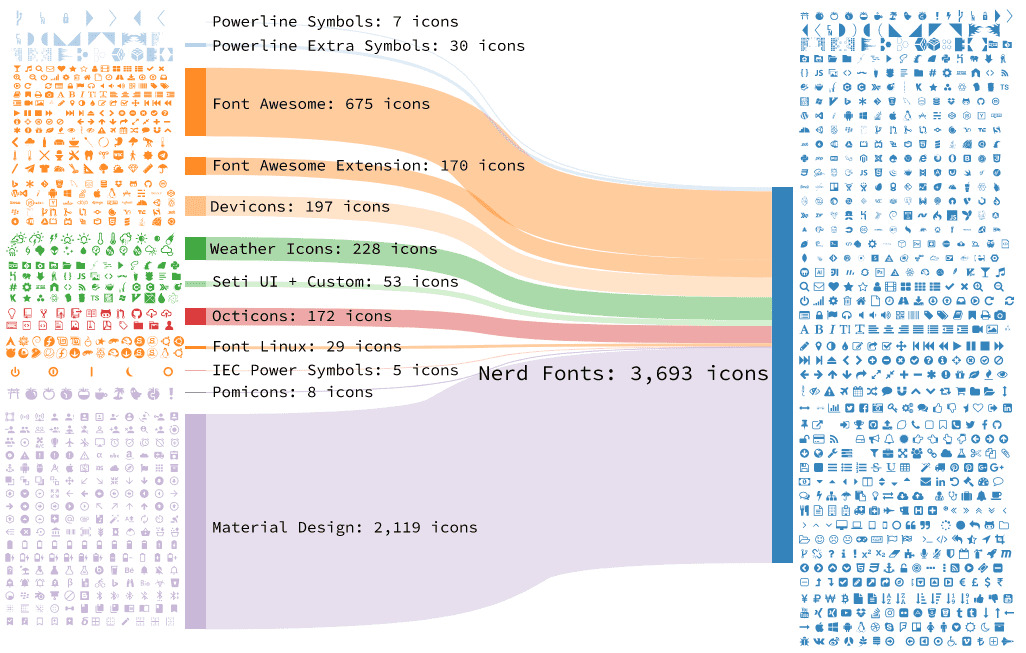 Powerline Symbols: 7 icons
Powerline Extra Symbols: 30 icons
Font Awesome: 675 icons
Font Awesome Extension: 170 icons
Devicons: 197 icons
Weather Icons: 228 icons
Seti UI + Custom: 53 icons
Octicons: 172 icons
Font Linux: 29 icons
IEC Power Symbols: 5 icons
Nerd Fonts: 3,693 icons
Pomicons: 8 icons
Material Design: 2,119 icons